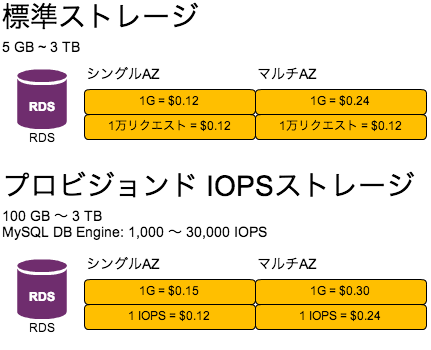 標準ストレージ
5 GB ~ 3 TB
シングルAZ マルチAZ
RDS 1G = $0.12 1G = $0.24
RDS 1万リクエスト = $0.12 1万リクエスト = $0.12
プロビジョンド IOPSストレージ
100 GB 〜 3 TB
MySQL DB Engine: 1,000 〜 30,000 IOPS
シングルAZ マルチAZ
RDS 1G = $0.15 1G = $0.30
RDS 1 IOPS = $0.12 1 IOPS = $0.24